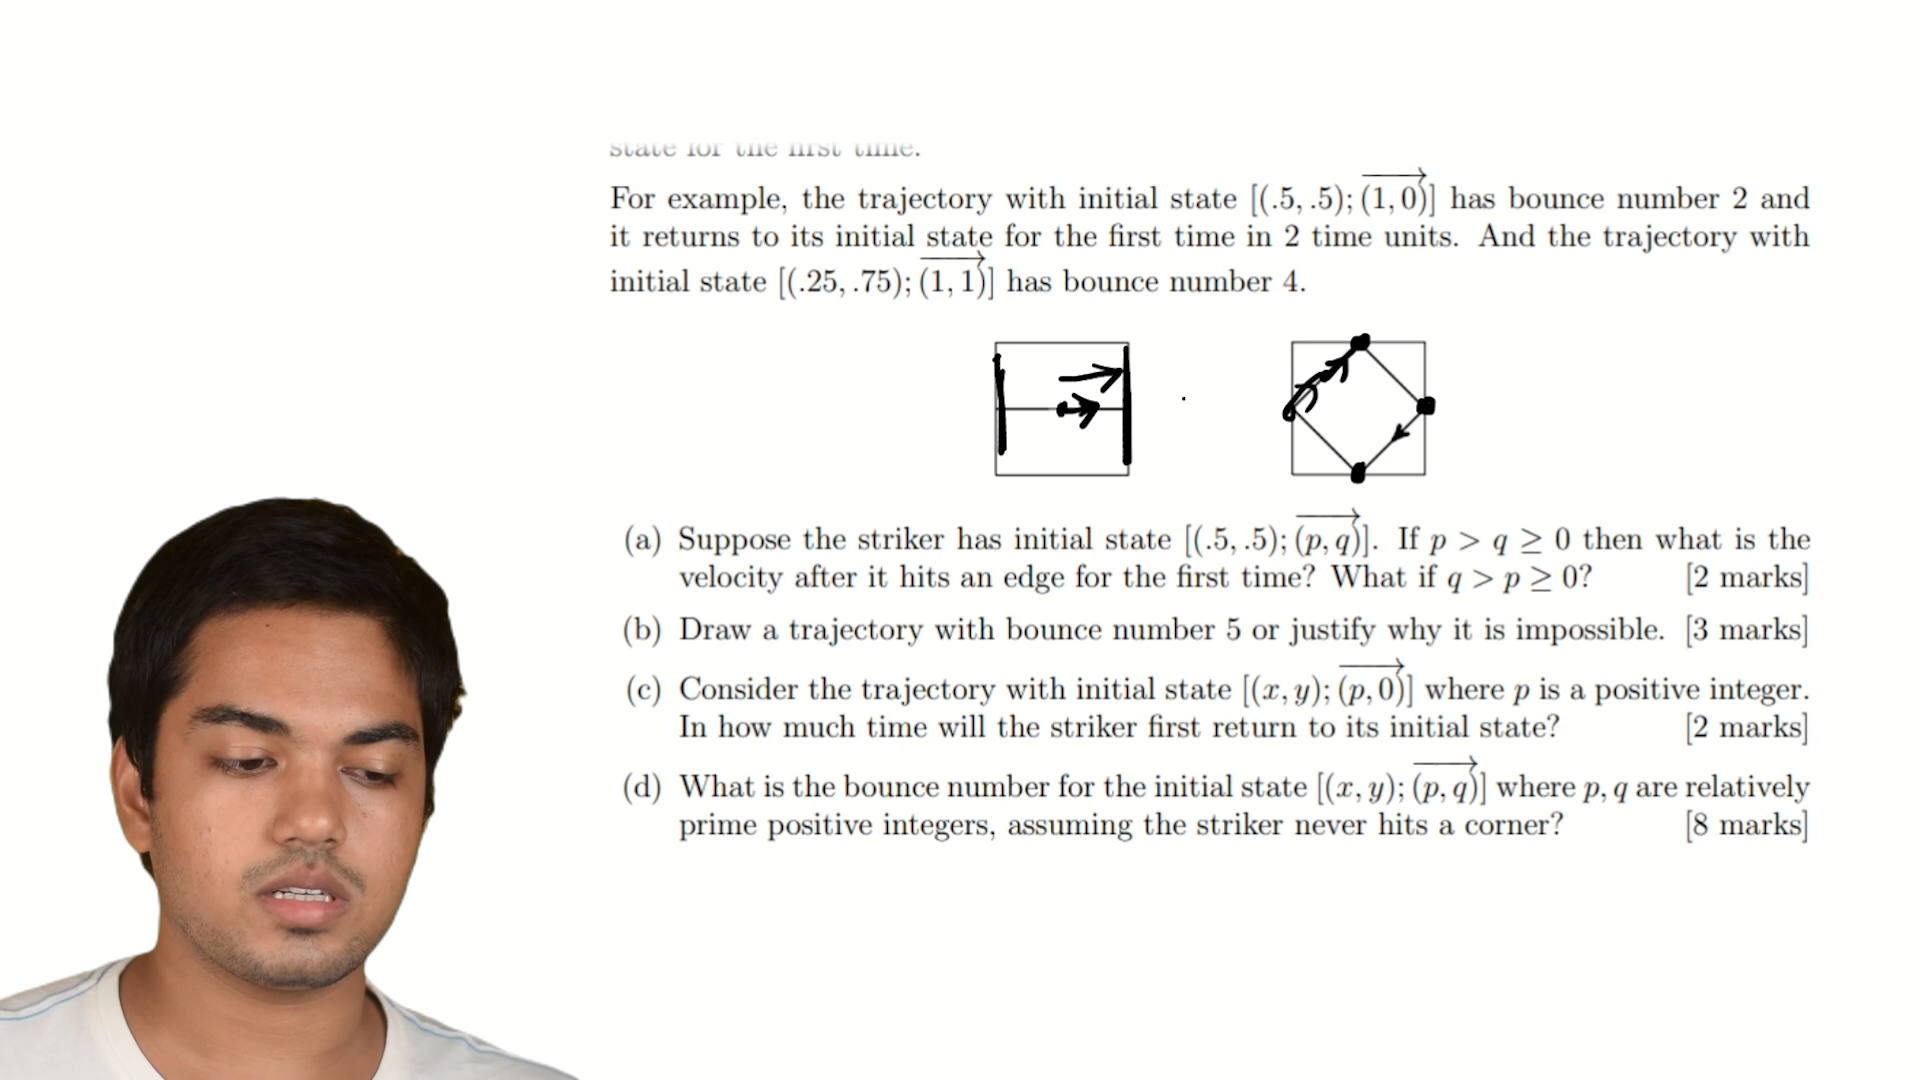 state for the first time.
For example, the trajectory with initial state [(.5, .5); (1, 0)] has bounce number 2 and
it returns to its initial state for the first time in 2 time units. And the trajectory with
initial state [(.25, .75); (1, 1)] has bounce number 4.
(a) Suppose the striker has initial state [(.5, .5); (p, q)]. If p > q ≥ 0 then what is the
velocity after it hits an edge for the first time? What if q > p ≥ 0? [2 marks]
(b) Draw a trajectory with bounce number 5 or justify why it is impossible. [3 marks]
(c) Consider the trajectory with initial state [(x, y); (p, 0)] where p is a positive integer.
In how much time will the striker first return to its initial state? [2 marks]
(d) What is the bounce number for the initial state [(x, y); (p, q)] where p, q are relatively
prime positive integers, assuming the striker never hits a corner? [8 marks]